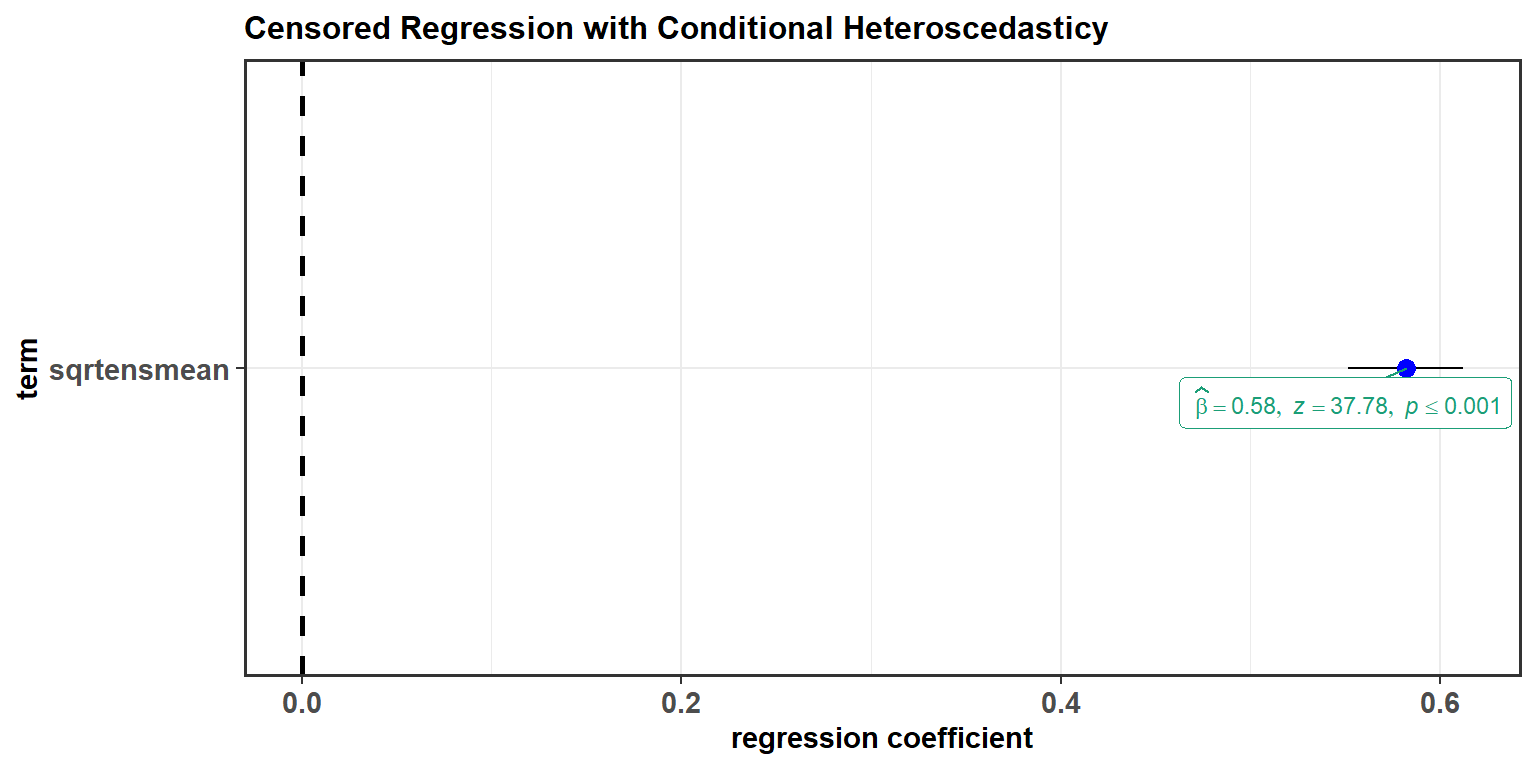 Censored Regression with Conditional Heteroscedasticy
term
sqrtensmean
β̂ = 0.58, z = 37.78, p ≤ 0.001
0.0 0.2 0.4 0.6
regression coefficient